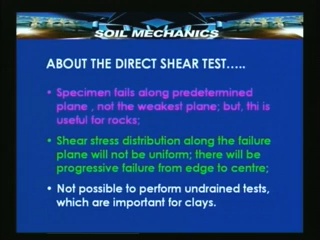 SOIL MECHANICS
ABOUT THE DIRECT SHEAR TEST.....
• Specimen fails along predetermined
plane , not the weakest plane; but, thi is
useful for rocks;
• Shear stress distribution along the failure
plane will not be uniform; there will be
progressive failure from edge to centre;
• Not possible to perform undrained tests,
which are important for clays.